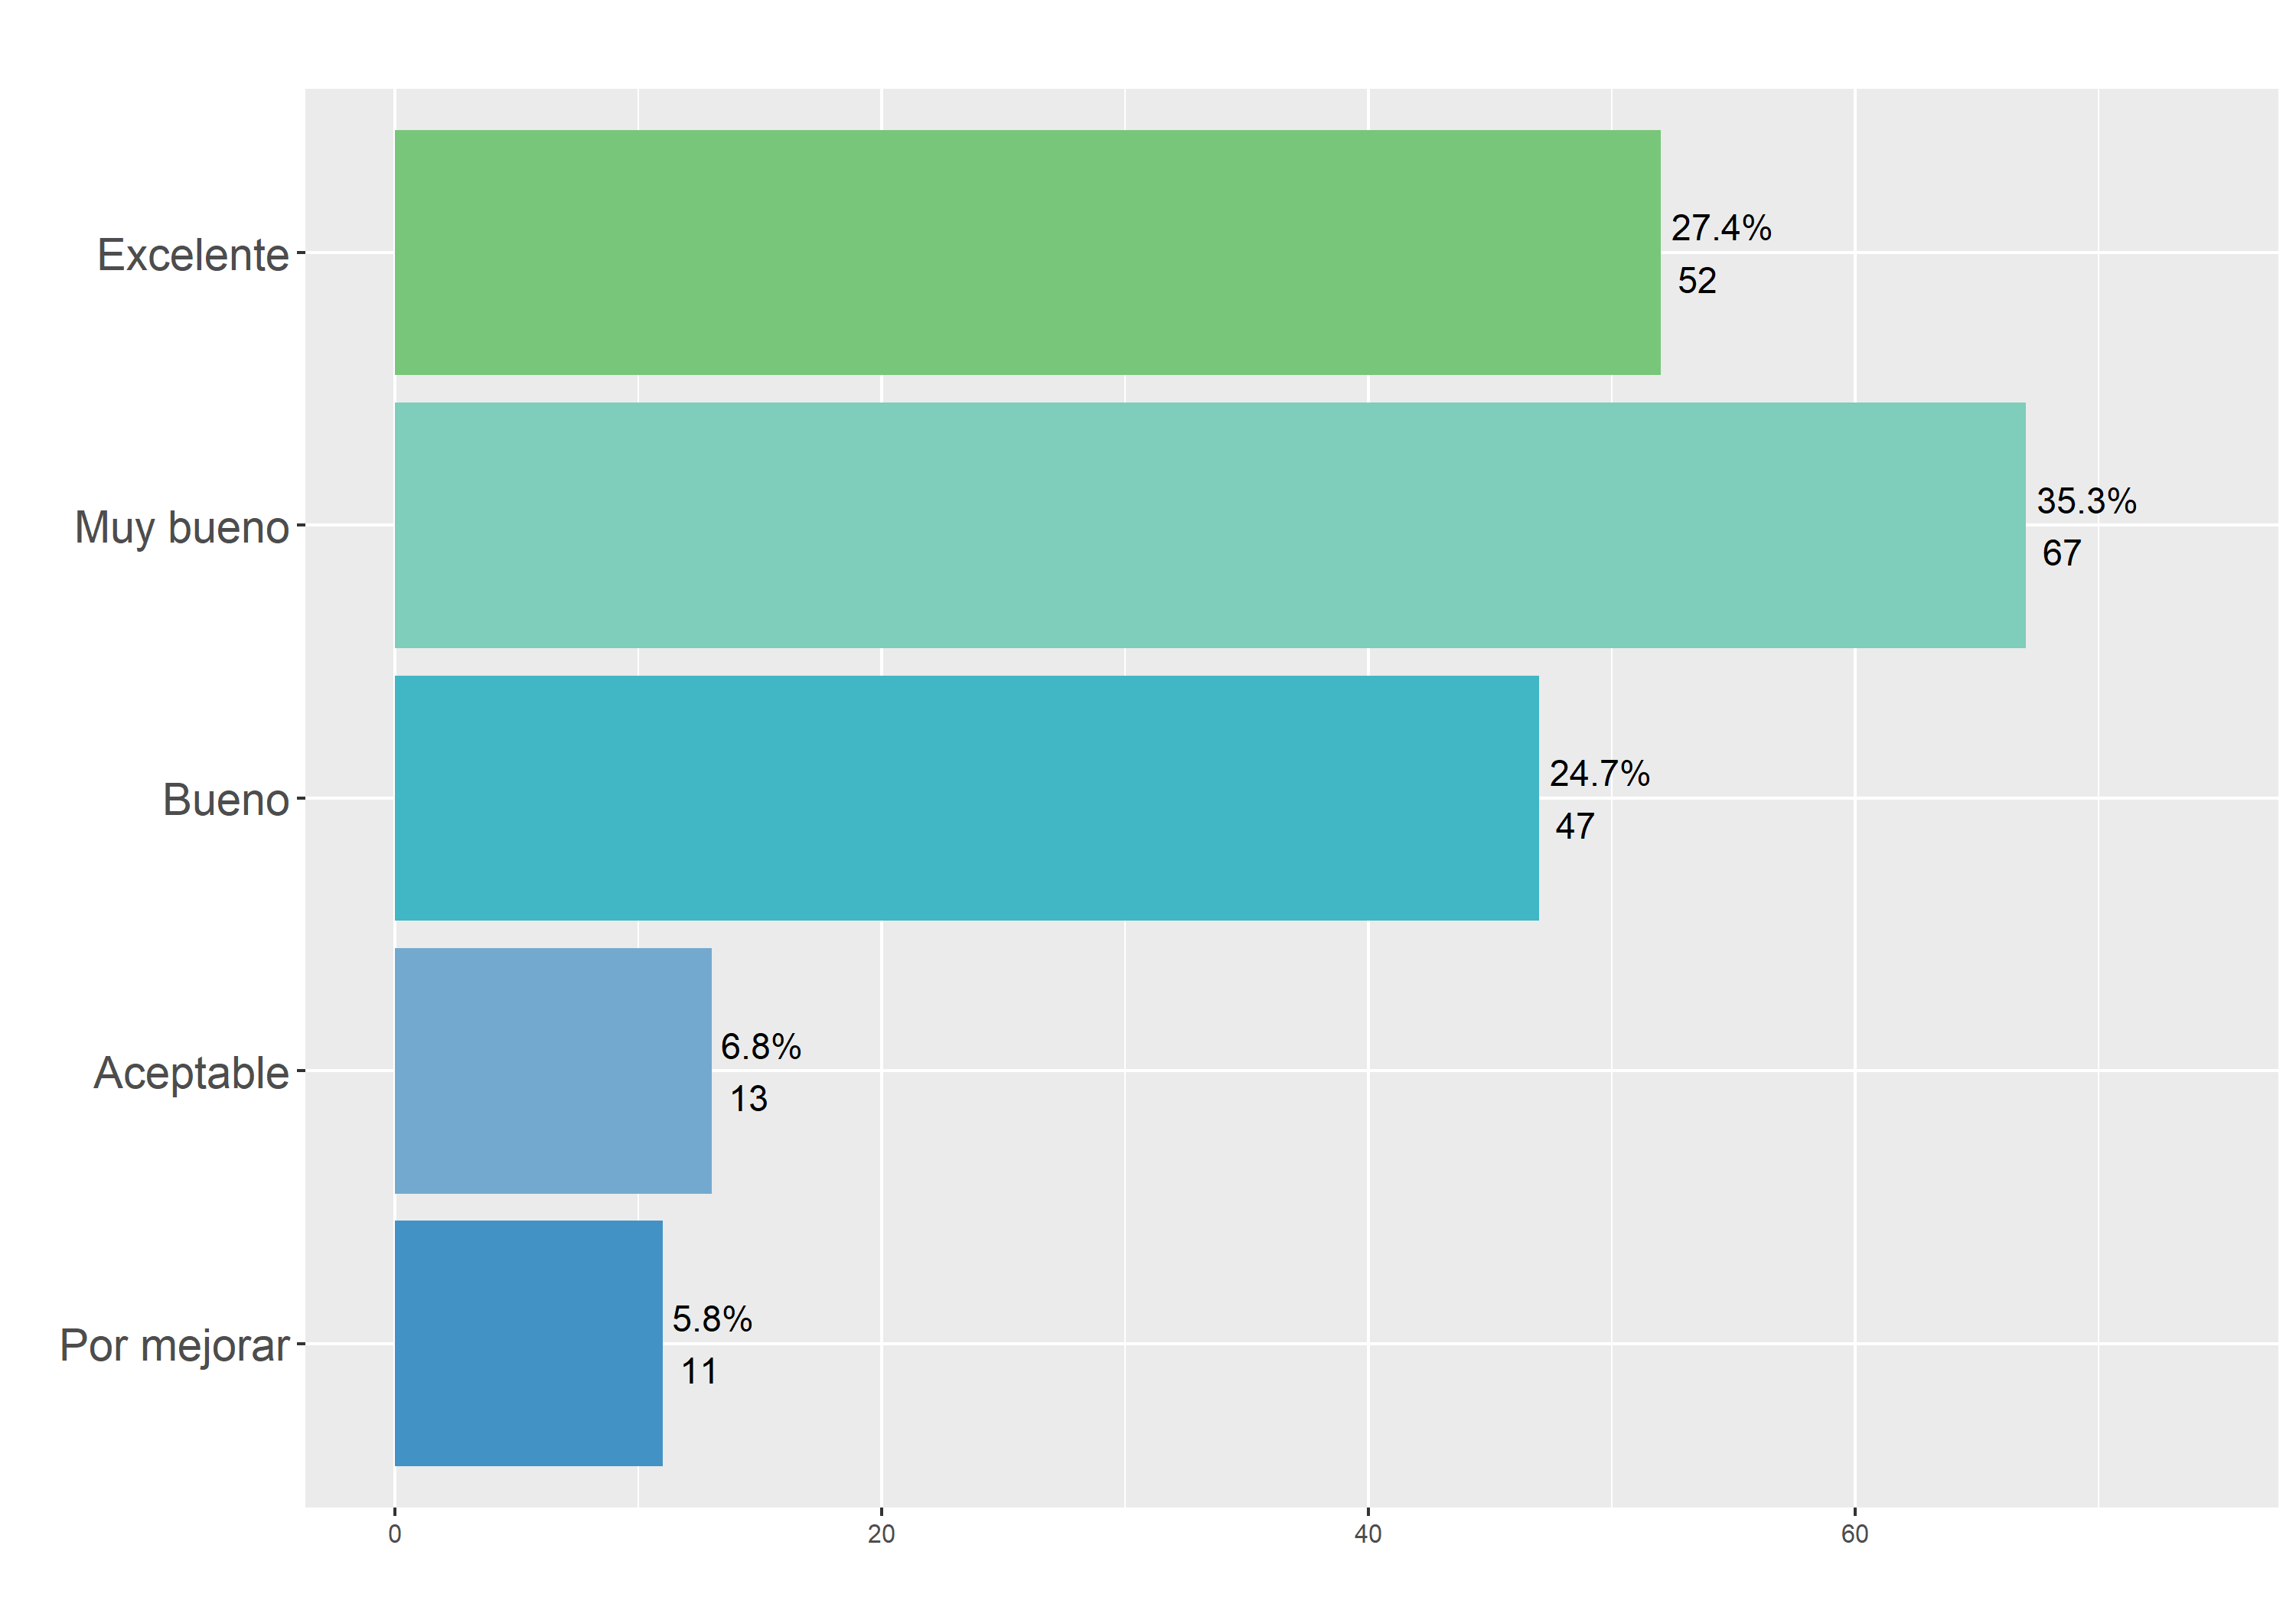 Excelente
27.4%
52
Muy bueno
35.3%
67
Bueno
24.7%
47
Aceptable
6.8%
13
Por mejorar
5.8%
11
0 20 40 60